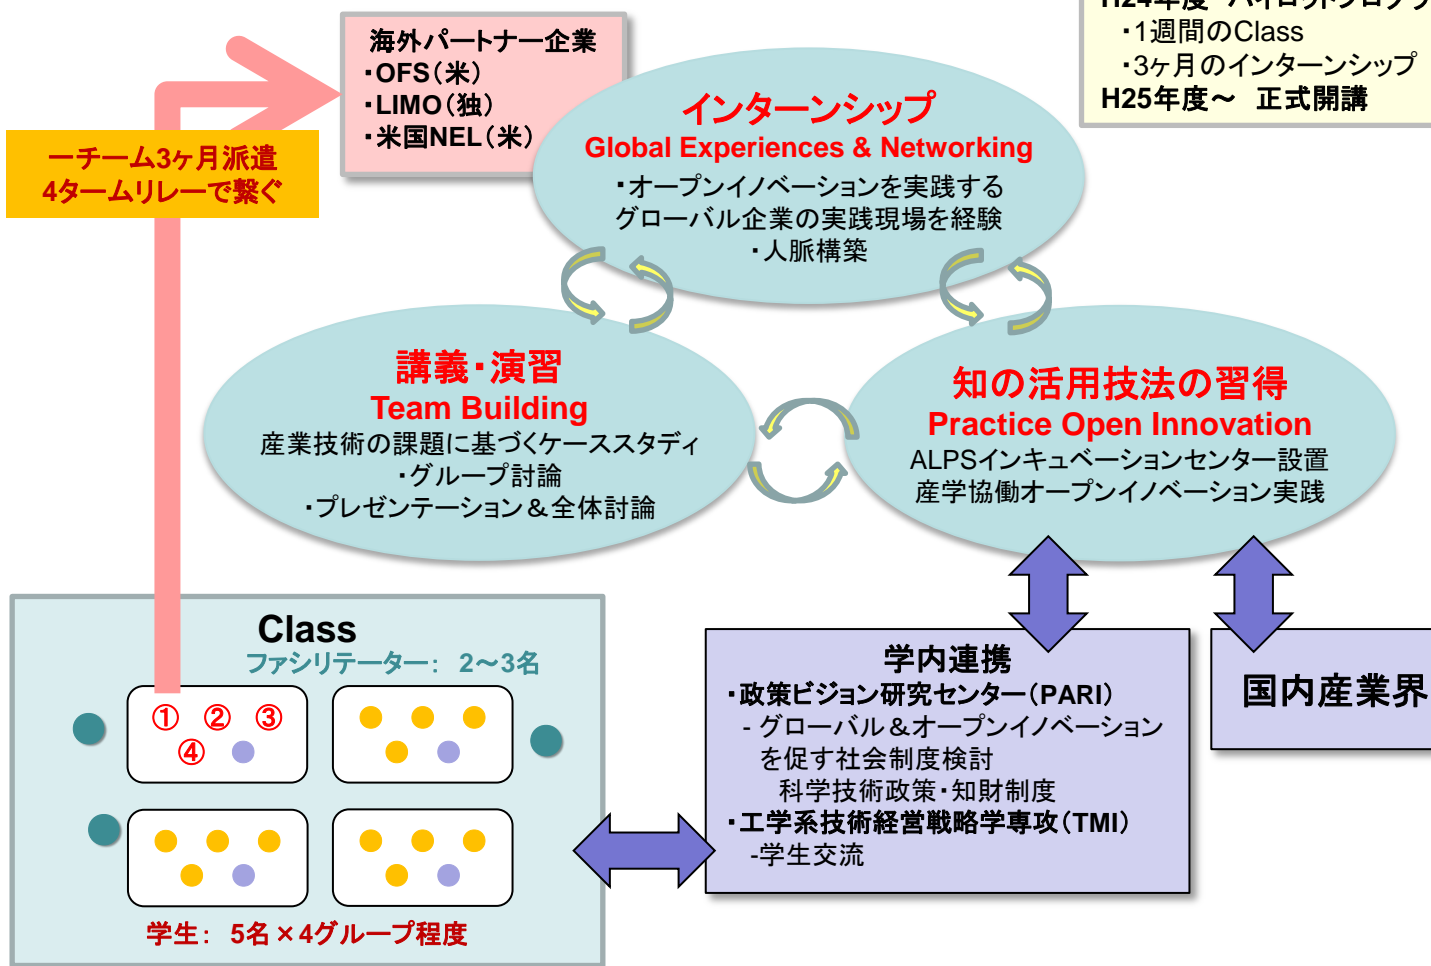 H24年度 パイロットプログラ
・1週間のClass
・3ヶ月のインターンシップ
H25年度～ 正式開講
海外パートナー企業
・OFS(米)
・LIMO(独)
・米国NEL(米)
一チーム3ヶ月派遣
4タームリレーで繋ぐ
インターンシップ
Global Experiences & Networking
・オープンイノベーションを実践する
グローバル企業の実践現場を経験
・人脈構築
講義・演習
Team Building
産業技術の課題に基づくケーススタディ
・グループ討論
・プレゼンテーション＆全体討論
知の活用技法の習得
Practice Open Innovation
ALPSインキュベーションセンター設置
産学協働オープンイノベーション実践
Class
ファシリテーター： 2～3名
① ② ③
④
学生： 5名×4グループ程度
学内連携
・政策ビジョン研究センター(PARI)
- グローバル＆オープンイノベーション
を促す社会制度検討
科学技術政策・知財制度
・工学系技術経営戦略学専攻(TMI)
-学生交流
国内産業界